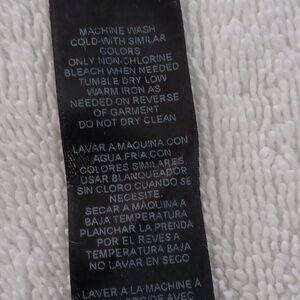 MACHINE WASH
COLD-WITH SIMILAR
COLORS
ONLY NON-CHLORINE
BLEACH WHEN NEEDED
TUMBLE DRY LOW
WARM IRON AS
NEEDED ON REVERSE
OF GARMENT
DO NOT DRY CLEAN
LAVAR A MAQUINA CON
AGUA FRIA CON
COLORES SIMILARES
USAR BLANQUEADOR
SIN CLORO CUANDO SE
NECESITE
SECAR A MAQUINA A
BAJA TEMPERATURA
PLANCHAR LA PRENDA
POR EL REVES A
TEMPERATURA BAJA
NO LAVAR EN SECO
LAVER A LA MACHINE A